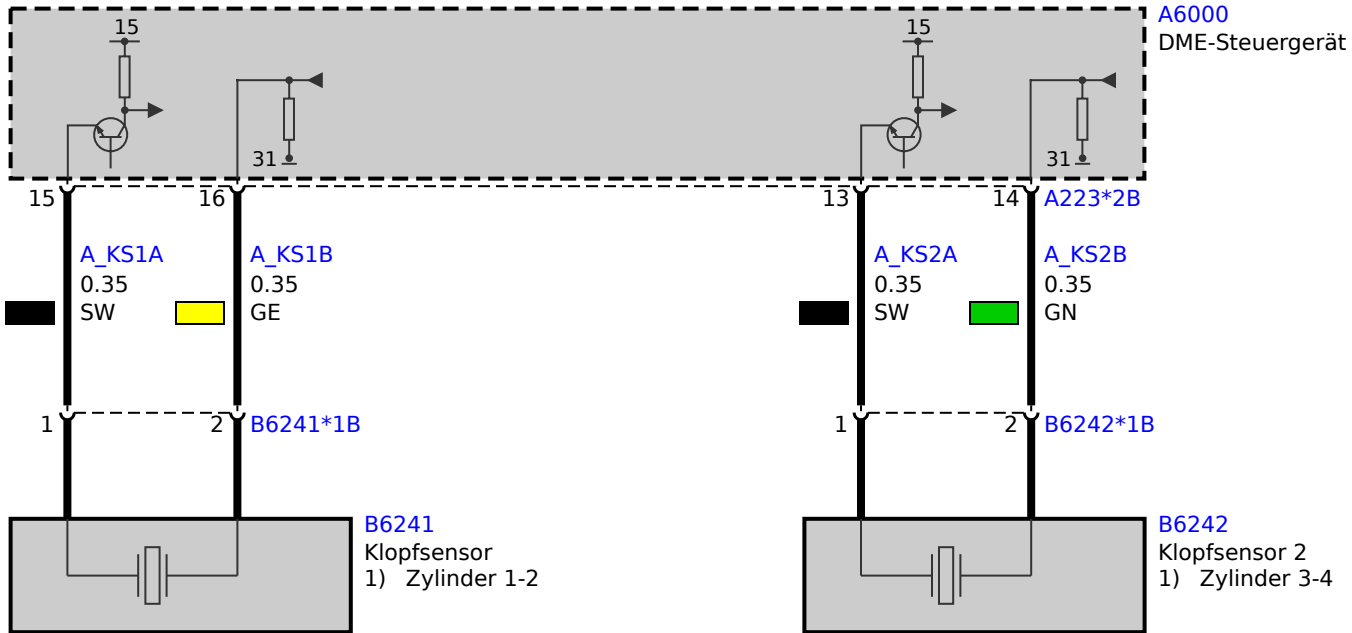 15
15
A6000
DME-Steuergerät
31
31
15
16
13
14
A223*2B
A_KS1A
0.35
SW
A_KS1B
0.35
GE
A_KS2A
0.35
SW
A_KS2B
0.35
GN
1
2
B6241*1B
1
2
B6242*1B
B6241
Klopfsensor
1) Zylinder 1-2
B6242
Klopfsensor 2
1) Zylinder 3-4